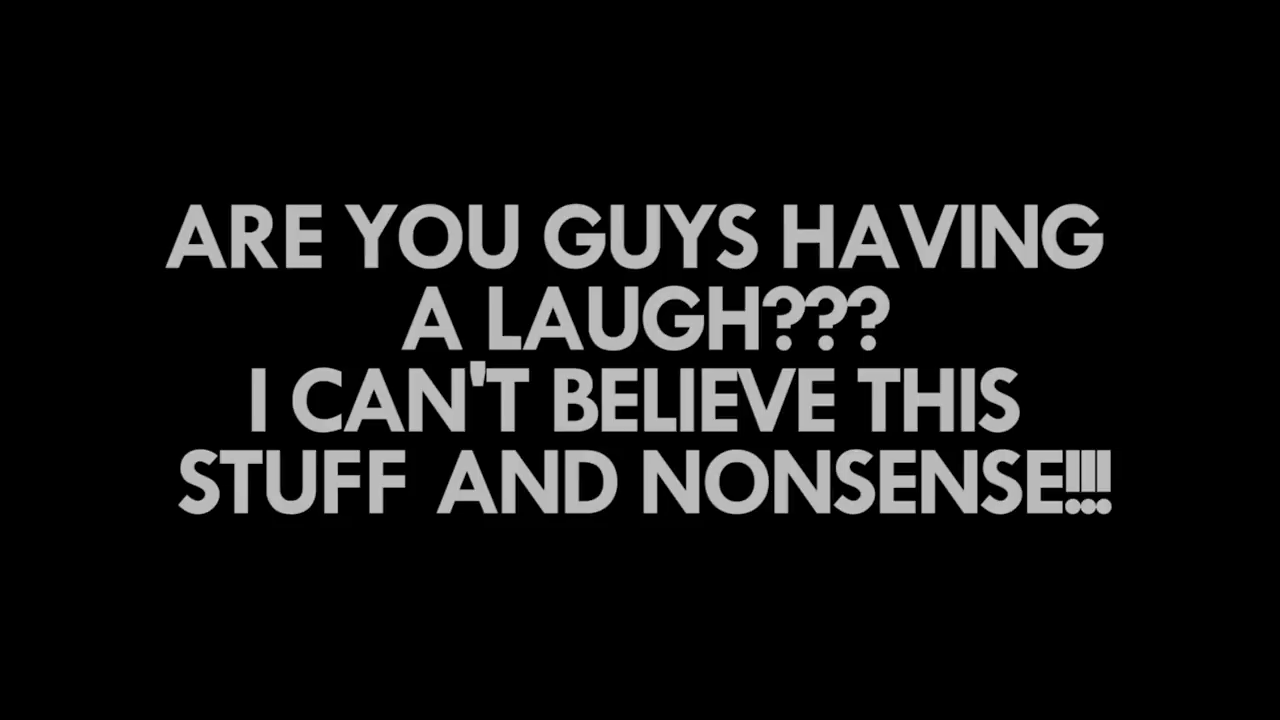 ARE YOU GUYS HAVING
A LAUGH???
I CAN'T BELIEVE THIS
STUFF AND NONSENSE!!!